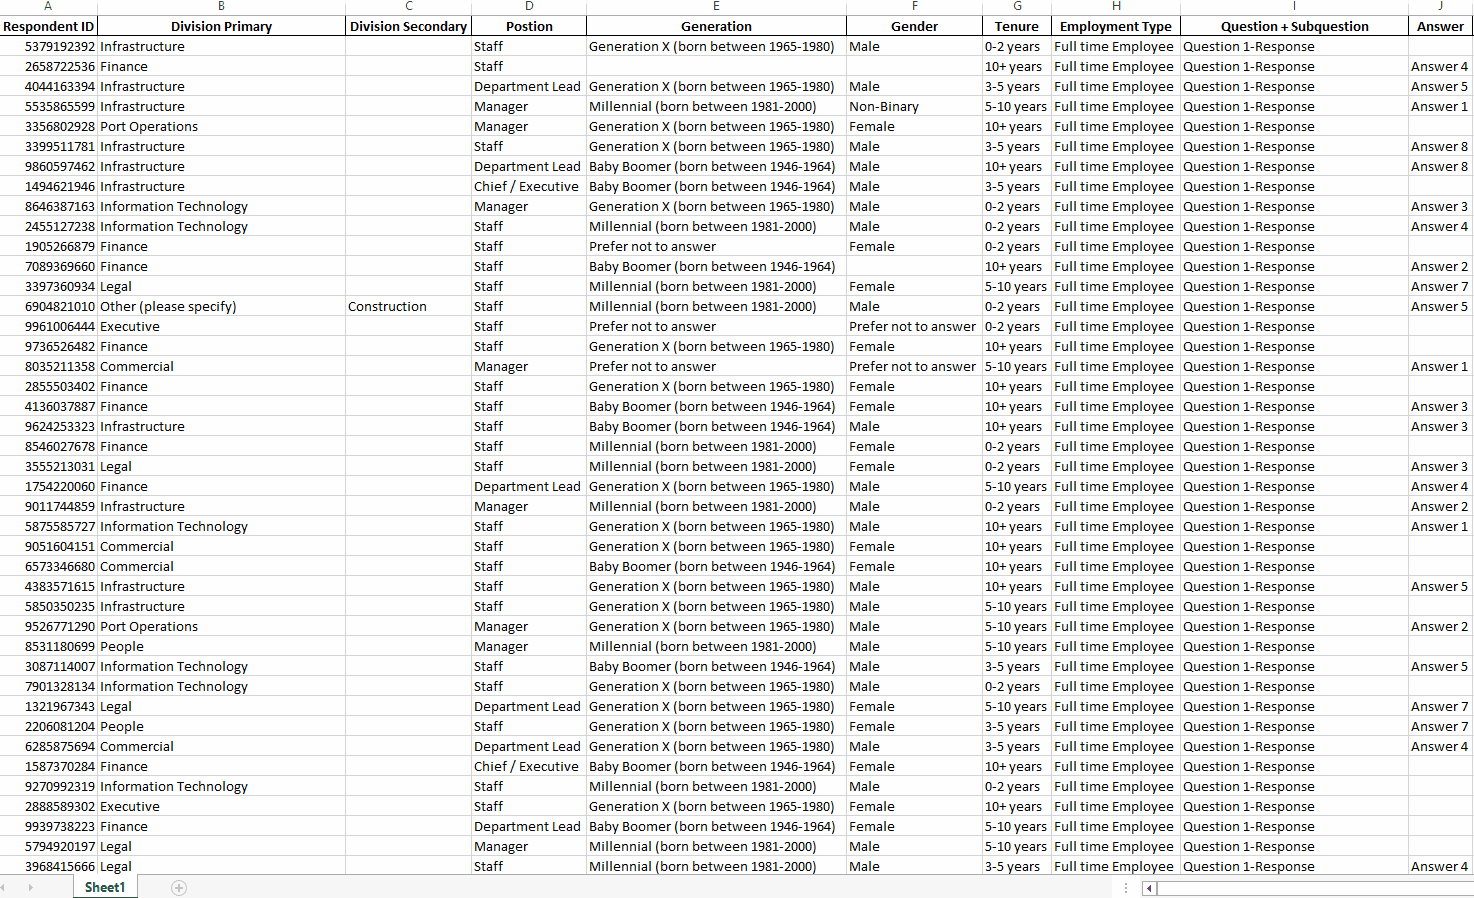 A B C D E F G H I J
Respondent ID Division Primary Division Secondary Postion Generation Gender Tenure Employment Type Question + Subquestion Answer
5379192392 Infrastructure Staff Generation X (born between 1965-1980) Male 0-2 years Full time Employee Question 1-Response
2658722536 Finance Staff 10+ years Full time Employee Question 1-Response Answer 4
4044163394 Infrastructure Department Lead Generation X (born between 1965-1980) Male 3-5 years Full time Employee Question 1-Response Answer 5
5535865599 Infrastructure Manager Millennial (born between 1981-2000) Non-Binary 5-10 years Full time Employee Question 1-Response Answer 1
3356802928 Port Operations Manager Generation X (born between 1965-1980) Female 10+ years Full time Employee Question 1-Response
3399511781 Infrastructure Staff Generation X (born between 1965-1980) Male 3-5 years Full time Employee Question 1-Response Answer 8
9860597462 Infrastructure Department Lead Baby Boomer (born between 1946-1964) Male 10+ years Full time Employee Question 1-Response Answer 8
1494621946 Infrastructure Chief / Executive Baby Boomer (born between 1946-1964) Male 3-5 years Full time Employee Question 1-Response
8646387163 Information Technology Manager Generation X (born between 1965-1980) Male 0-2 years Full time Employee Question 1-Response Answer 3
2455127238 Information Technology Staff Millennial (born between 1981-2000) Male 0-2 years Full time Employee Question 1-Response Answer 4
1905266879 Finance Staff Prefer not to answer Female 0-2 years Full time Employee Question 1-Response
7089369660 Finance Staff Baby Boomer (born between 1946-1964) 10+ years Full time Employee Question 1-Response Answer 2
3397360934 Legal Staff Millennial (born between 1981-2000) Female 5-10 years Full time Employee Question 1-Response Answer 7
6904821010 Other (please specify) Construction Staff Millennial (born between 1981-2000) Male 0-2 years Full time Employee Question 1-Response Answer 5
9961006444 Executive Staff Prefer not to answer Prefer not to answer 0-2 years Full time Employee Question 1-Response
9736526482 Finance Staff Generation X (born between 1965-1980) Female 10+ years Full time Employee Question 1-Response
8035211358 Commercial Manager Prefer not to answer Prefer not to answer 5-10 years Full time Employee Question 1-Response Answer 1
2855503402 Finance Staff Generation X (born between 1965-1980) Female 10+ years Full time Employee Question 1-Response
4136037887 Finance Staff Baby Boomer (born between 1946-1964) Female 10+ years Full time Employee Question 1-Response Answer 3
9624253323 Infrastructure Staff Baby Boomer (born between 1946-1964) Male 10+ years Full time Employee Question 1-Response Answer 3
8546027678 Finance Staff Millennial (born between 1981-2000) Female 0-2 years Full time Employee Question 1-Response
3555213031 Legal Staff Millennial (born between 1981-2000) Female 0-2 years Full time Employee Question 1-Response Answer 3
1754220060 Finance Department Lead Generation X (born between 1965-1980) Male 5-10 years Full time Employee Question 1-Response Answer 4
9011744859 Infrastructure Manager Millennial (born between 1981-2000) Male 0-2 years Full time Employee Question 1-Response Answer 2
5875585727 Information Technology Staff Generation X (born between 1965-1980) Male 10+ years Full time Employee Question 1-Response Answer 1
9051604151 Commercial Staff Generation X (born between 1965-1980) Female 10+ years Full time Employee Question 1-Response
6573346680 Commercial Staff Baby Boomer (born between 1946-1964) Female 10+ years Full time Employee Question 1-Response
4383571615 Infrastructure Staff Generation X (born between 1965-1980) Male 10+ years Full time Employee Question 1-Response Answer 5
5850350235 Infrastructure Staff Generation X (born between 1965-1980) Male 5-10 years Full time Employee Question 1-Response
9526771290 Port Operations Manager Generation X (born between 1965-1980) Male 5-10 years Full time Employee Question 1-Response Answer 2
8531180699 People Manager Millennial (born between 1981-2000) Male 5-10 years Full time Employee Question 1-Response
3087114007 Information Technology Staff Baby Boomer (born between 1946-1964) Male 3-5 years Full time Employee Question 1-Response Answer 5
7901328134 Information Technology Staff Generation X (born between 1965-1980) Male 0-2 years Full time Employee Question 1-Response
1321967343 Legal Department Lead Generation X (born between 1965-1980) Female 5-10 years Full time Employee Question 1-Response Answer 7
2206081204 People Staff Generation X (born between 1965-1980) Female 3-5 years Full time Employee Question 1-Response Answer 7
6285875694 Commercial Department Lead Generation X (born between 1965-1980) Male 3-5 years Full time Employee Question 1-Response Answer 4
1587370284 Finance Chief / Executive Baby Boomer (born between 1946-1964) Female 10+ years Full time Employee Question 1-Response
9270992319 Information Technology Staff Millennial (born between 1981-2000) Male 0-2 years Full time Employee Question 1-Response
2888589302 Executive Staff Generation X (born between 1965-1980) Female 10+ years Full time Employee Question 1-Response
9939738223 Finance Department Lead Baby Boomer (born between 1946-1964) Female 5-10 years Full time Employee Question 1-Response
5794920197 Legal Manager Millennial (born between 1981-2000) Male 5-10 years Full time Employee Question 1-Response
3968415666 Legal Staff Millennial (born between 1981-2000) Male 3-5 years Full time Employee Question 1-Response Answer 4
Sheet1